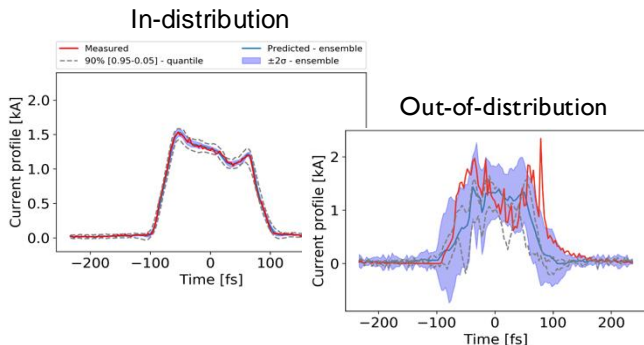 In-distribution
Measured
90% [0.95-0.05] - quantile
Predicted - ensemble
±2σ - ensemble
Current profile [kA]
2.0
1.5
1.0
0.5
0.0
−200
−100
0
100
Time [fs]
Out-of-distribution
Current profile [kA]
2
1
0
−200
−100
0
100
200
Time [fs]